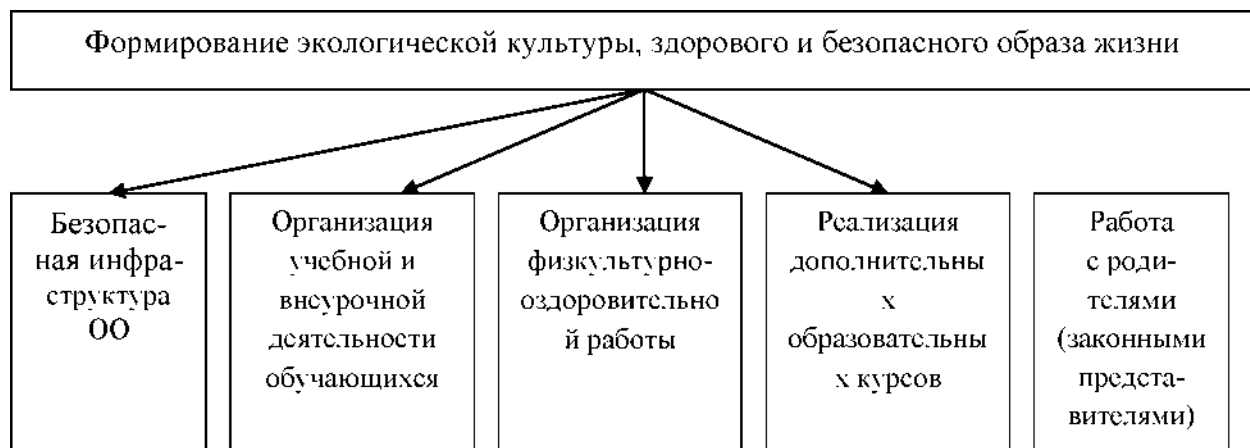 Формирование экологической культуры, здорового и безопасного образа жизни
Безопас-
ная инфра-
структура
ОО
Организация
учебной и
внеурочной
деятельности
обучающихся
Организация
физкультурно-
оздоровительно
й работы
Реализация
дополнительны
х
образовательны
х курсов
Работа
с роди-
телями
(законными
предста-
вителями)